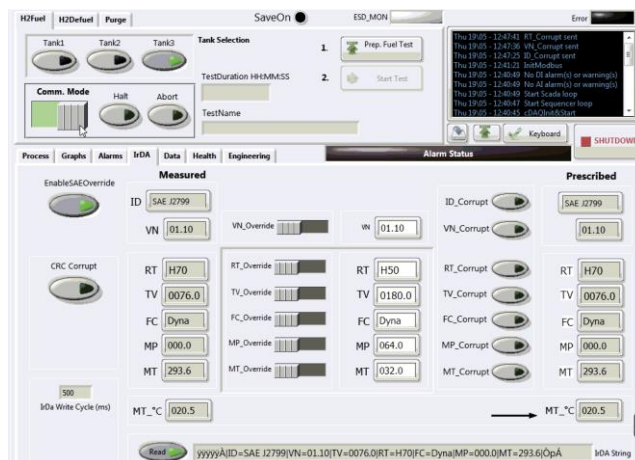 H2Fuel H2Defuel Purge
SaveOn ESD_MON Error
Tank1 Tank2 Tank3
Tank Selection
1. Prep. Fuel Test
2. Start Test
TestDuration HH:MM:SS
Comm. Mode Halt Abort
TestName
Thu 19\05 - 12:47:41 RT_Corrupt sent
Thu 19\05 - 12:47:36 VN_Corrupt sent
Thu 19\05 - 12:47:25 ID_Corrupt sent
Thu 19\05 - 12:41:21 InitModbus
Thu 19\05 - 12:40:49 No DI alarm(s) or warning(s)
Thu 19\05 - 12:40:49 No AI alarm(s) or warning(s)
Thu 19\05 - 12:40:49 Start Scada loop
Thu 19\05 - 12:40:47 Start Sequencer loop
Thu 19\05 - 12:40:45 cDAQInit&Start
Keyboard SHUTDOWN
Process Graphs Alarms IrDA Data Health Engineering
Alarm Status
EnableSAEOverride Measured Prescribed
ID SAE J2799 ID_Corrupt SAE J2799
VN 01.10 VN_Override VN 01.10 VN_Corrupt 01.10
CRC Corrupt
RT H70 RT_Override RT H50 RT_Corrupt RT H70
TV 0076.0 TV_Override TV 0180.0 TV_Corrupt TV 0076.0
FC Dyna FC_Override FC Dyna FC_Corrupt FC Dyna
MP 000.0 MP_Override MP 064.0 MP_Corrupt MP 000.0
MT 293.6 MT_Override MT 032.0 MT_Corrupt MT 293.6
500
IrDa Write Cycle (ms)
MT_°C 020.5 MT_°C 020.5
Read ÿÿÿÿÿÀ|ID=SAE J2799|VN=01.10|TV=0076.0|RT=H70|FC=Dyna|MP=000.0|MT=293.6|ÒpÁ IrDA String